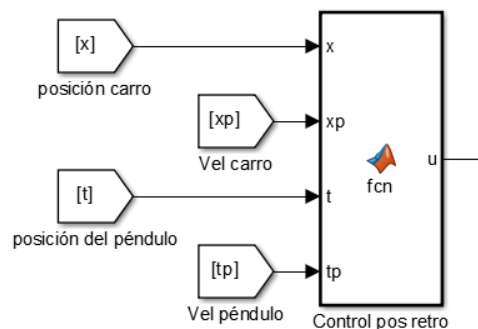 [x]
x
posición carro
[xp]
xp
Vel carro
fcn
u
[t]
t
posición del péndulo
[tp]
tp
Vel péndulo
Control pos retro